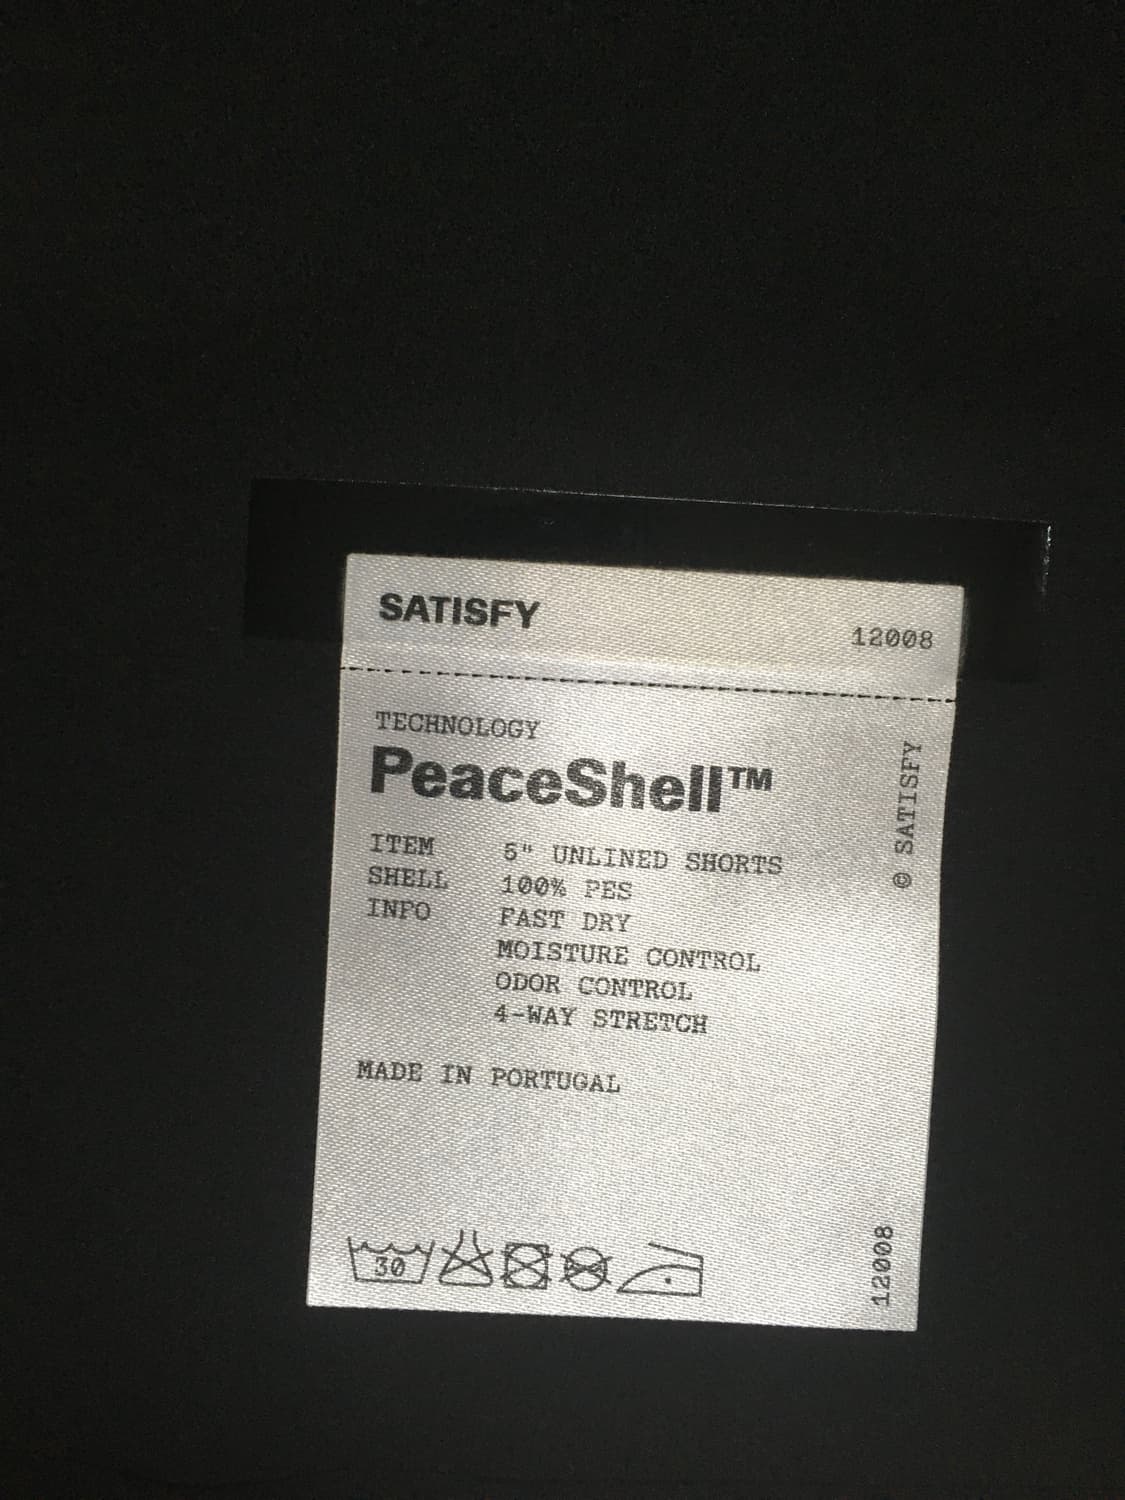 SATISFY
12008
TECHNOLOGY
PeaceShell™
ITEM 5" UNLINED SHORTS
SHELL 100% PES
INFO FAST DRY
MOISTURE CONTROL
ODOR CONTROL
4-WAY STRETCH
MADE IN PORTUGAL
30
© SATISFY
12008